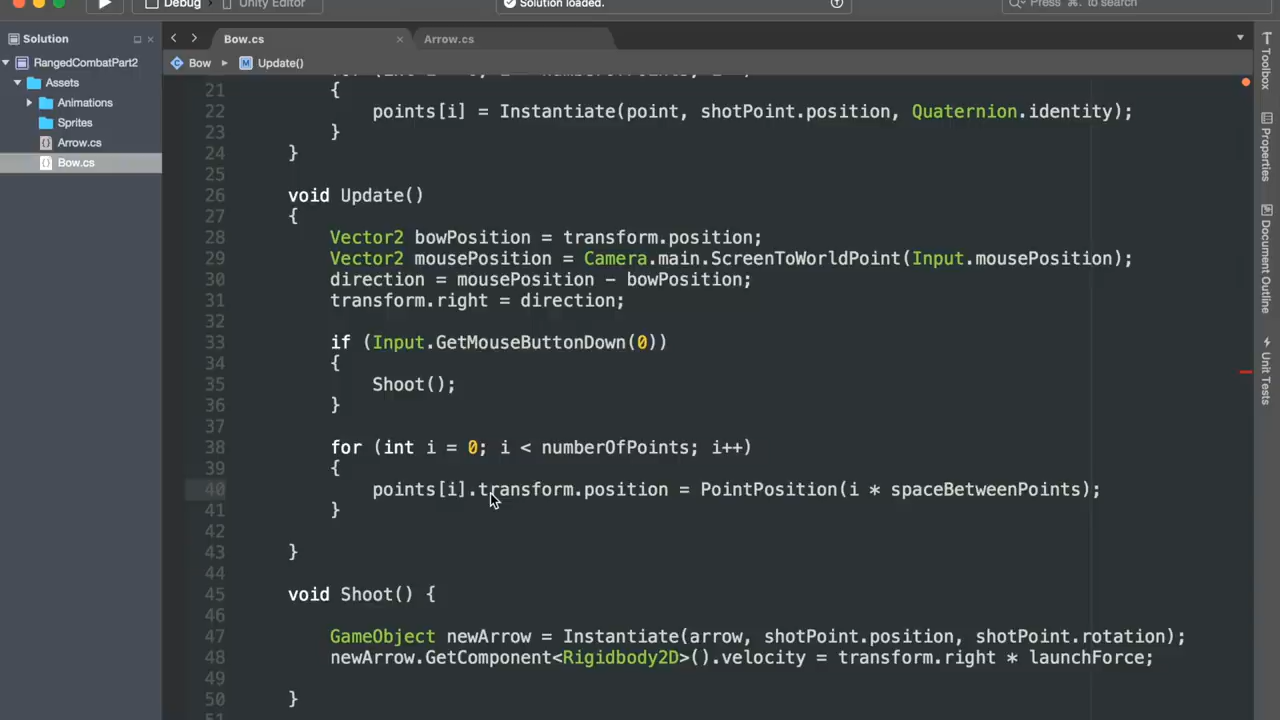 Debug
Unity Editor
Solution loaded.
Press ⌘. to search
Solution
Bow.cs
Arrow.cs
RangedCombatPart2
Bow
Update()
Assets
Animations
Sprites
Arrow.cs
Bow.cs
21 {
22 points[i] = Instantiate(point, shotPoint.position, Quaternion.identity);
23 }
24 }
25
26 void Update()
27 {
28 Vector2 bowPosition = transform.position;
29 Vector2 mousePosition = Camera.main.ScreenToWorldPoint(Input.mousePosition);
30 direction = mousePosition - bowPosition;
31 transform.right = direction;
32
33 if (Input.GetMouseButtonDown(0))
34 {
35 Shoot();
36 }
37
38 for (int i = 0; i < numberOfPoints; i++)
39 {
40 points[i].transform.position = PointPosition(i * spaceBetweenPoints);
41 }
42
43 }
44
45 void Shoot() {
46
47 GameObject newArrow = Instantiate(arrow, shotPoint.position, shotPoint.rotation);
48 newArrow.GetComponent<Rigidbody2D>().velocity = transform.right * launchForce;
49
50 }
Toolbox
Properties
Document Outline
Unit Tests